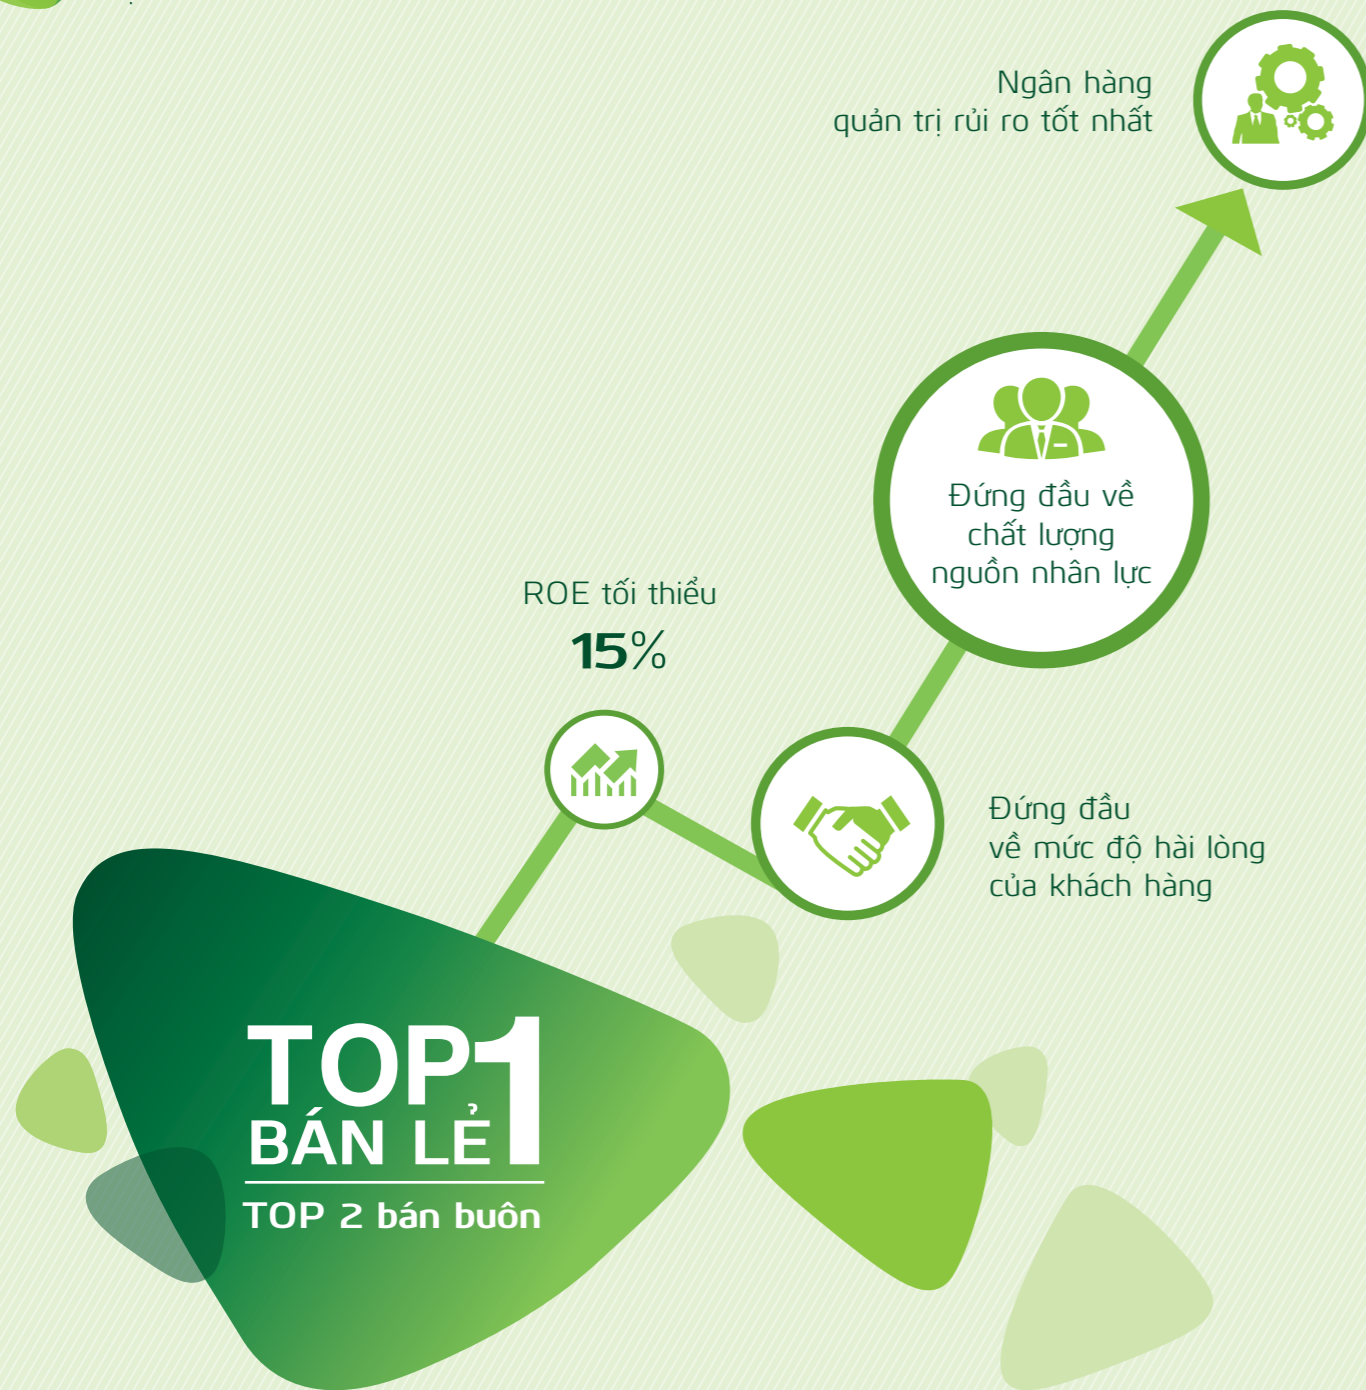 Ngân hàng
quản trị rủi ro tốt nhất
Đứng đầu về
chất lượng
nguồn nhân lực
ROE tối thiểu
15%
Đứng đầu
về mức độ hài lòng
của khách hàng
TOP 1
BÁN LẺ
TOP 2 bán buôn